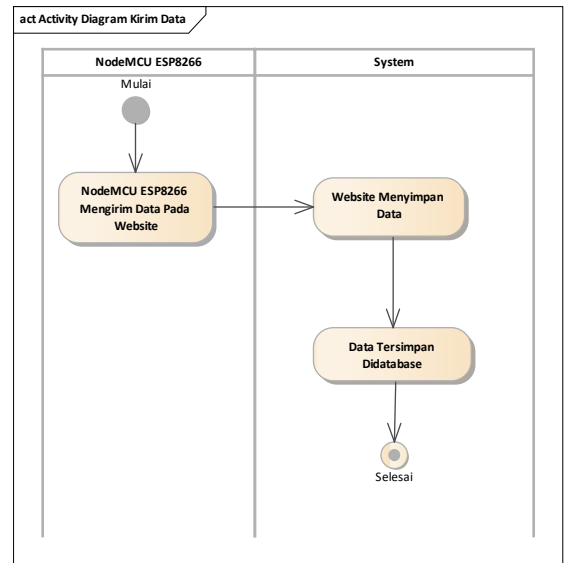 act Activity Diagram Kirim Data
NodeMCU ESP8266
System
Mulai
NodeMCU ESP8266
Mengirim Data Pada
Website
Website Menyimpan
Data
Data Tersimpan
Didatabase
Selesai